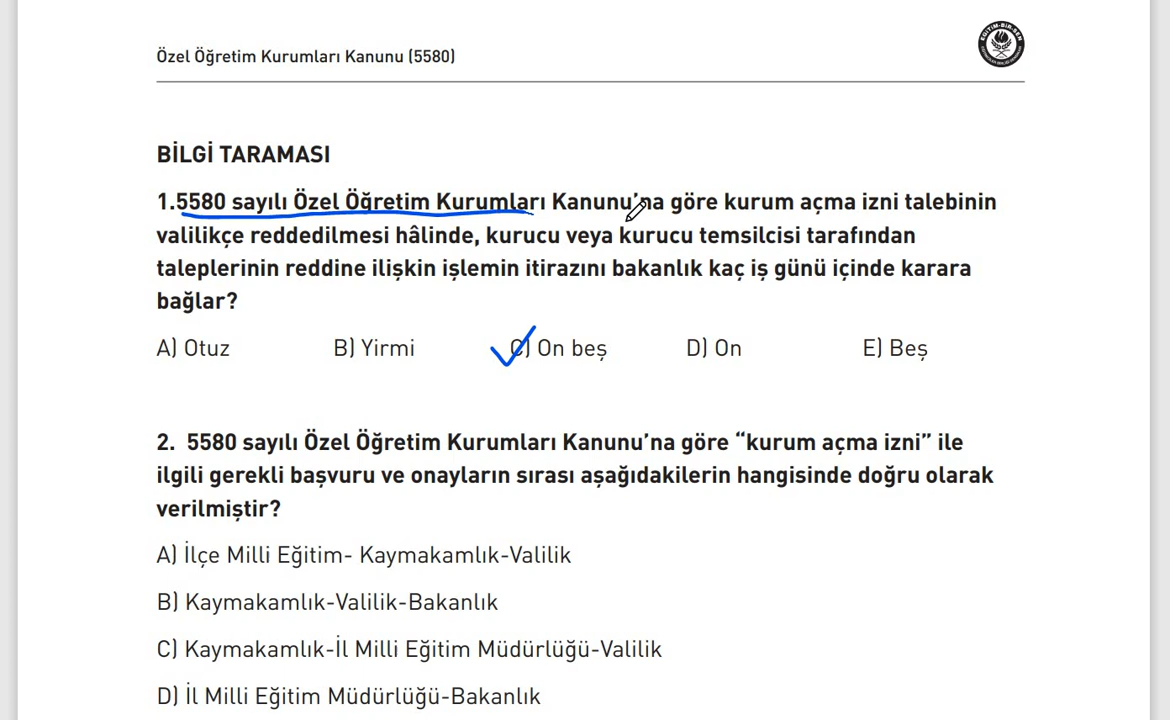 Özel Öğretim Kurumları Kanunu (5580)
EĞİTİM-BİR-SEN
BİLGİ TARAMASI
1.5580 sayılı Özel Öğretim Kurumları Kanunu'na göre kurum açma izni talebinin
valilikçe reddedilmesi hâlinde, kurucu veya kurucu temsilcisi tarafından
taleplerinin reddine ilişkin işlemin itirazını bakanlık kaç iş günü içinde karara
bağlar?
A) Otuz B) Yirmi C) On beş D) On E) Beş
2. 5580 sayılı Özel Öğretim Kurumları Kanunu'na göre “kurum açma izni” ile
ilgili gerekli başvuru ve onayların sırası aşağıdakilerin hangisinde doğru olarak
verilmiştir?
A) İlçe Milli Eğitim- Kaymakamlık-Valilik
B) Kaymakamlık-Valilik-Bakanlık
C) Kaymakamlık-İl Milli Eğitim Müdürlüğü-Valilik
D) İl Milli Eğitim Müdürlüğü-Bakanlık